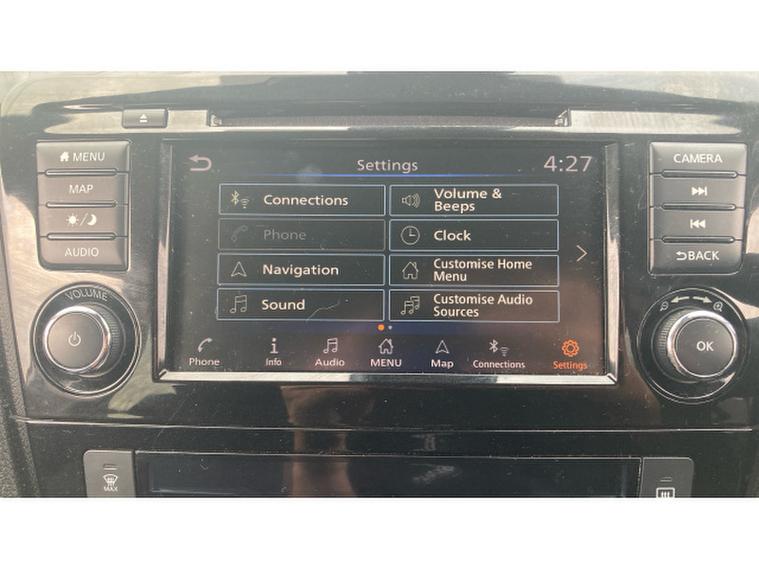 MENU
MAP
AUDIO
VOLUME
Settings
4:27
Connections
Volume &
Beeps
Phone
Clock
Navigation
Customise Home
Menu
Sound
Customise Audio
Sources
Phone
Info
Audio
MENU
Map
Connections
Settings
CAMERA
BACK
OK
MAX